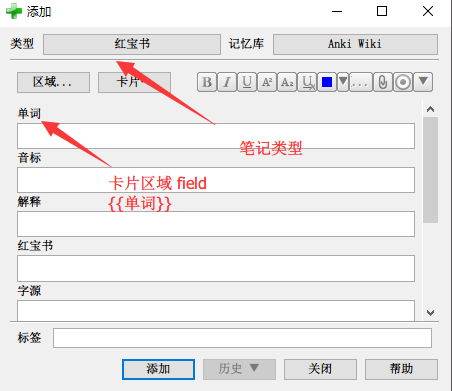 添加
类型 红宝书 记忆库 Anki Wiki
区域... 卡片... B I U A² A₂ U ...
单词
笔记类型
音标
卡片区域 field
{{单词}}
解释
红宝书
字源
标签
添加 历史 ▼ 关闭 帮助